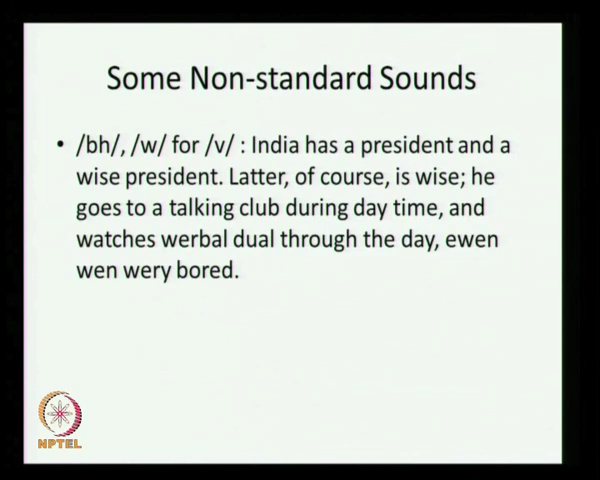 Some Non-standard Sounds
• /bh/, /w/ for /v/ : India has a president and a
wise president. Latter, of course, is wise; he
goes to a talking club during day time, and
watches werbal dual through the day, ewen
wen wery bored.
NPTEL